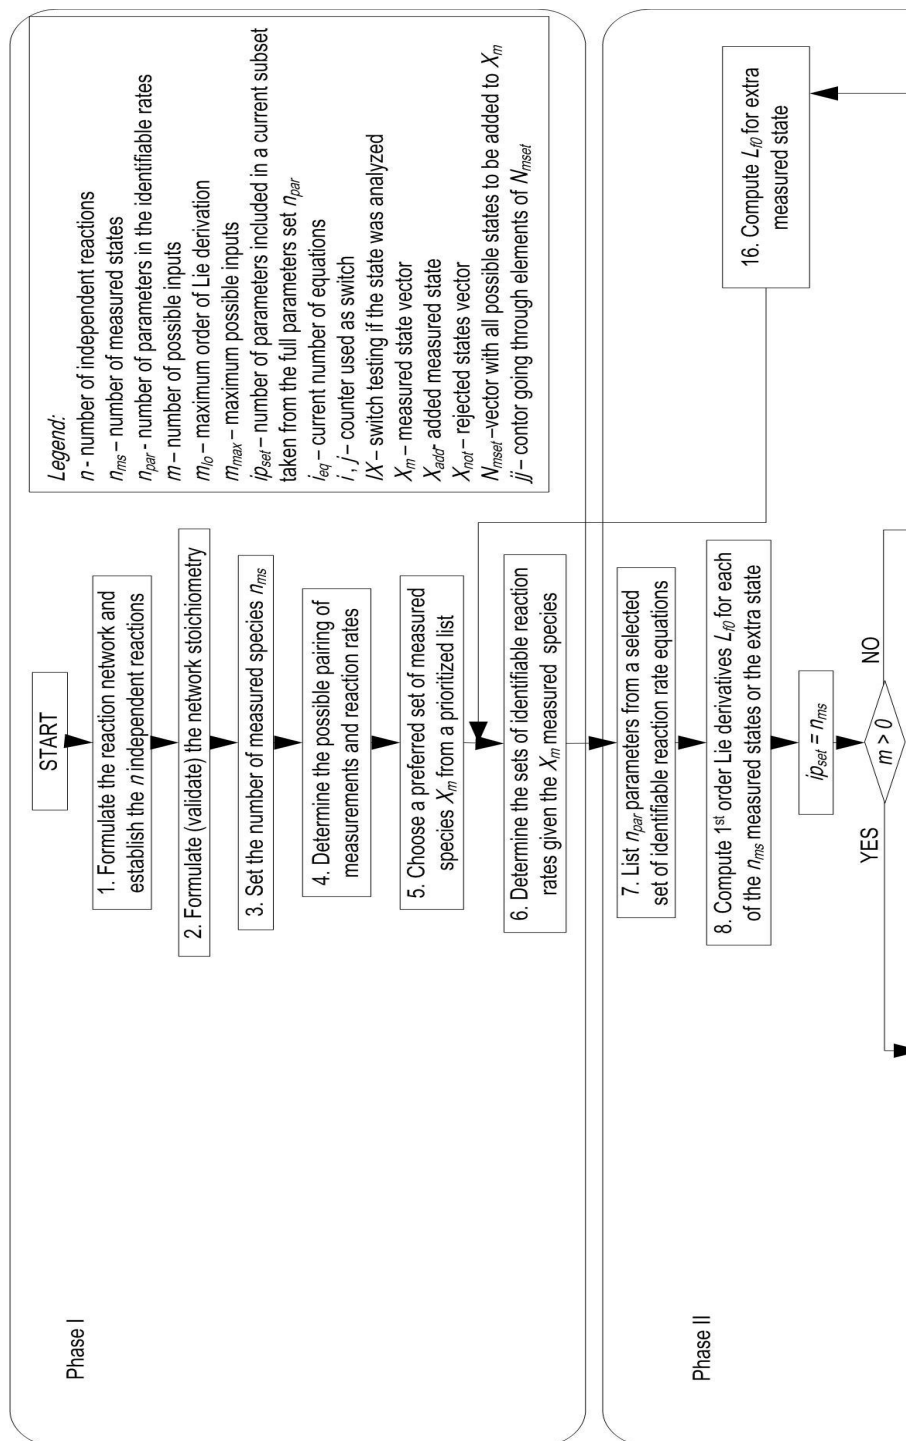 Phase I
START
1. Formulate the reaction network and
establish the n independent reactions
2. Formulate (validate) the network stoichiometry
3. Set the number of measured species nms
4. Determine the possible pairing of
measurements and reaction rates
5. Choose a preferred set of measured
species Xm from a prioritized list
6. Determine the sets of identifiable reaction
rates given the Xm measured species
Legend:
n - number of independent reactions
nms – number of measured states
npar - number of parameters in the identifiable rates
m – number of possible inputs
mlo – maximum order of Lie derivation
mmax – maximum possible inputs
ipset – number of parameters included in a current subset
taken from the full parameters set npar
ieq – current number of equations
i , j – counter used as switch
IX – switch testing if the state was analyzed
Xm – measured state vector
Xadd- added measured state
Xnot – rejected states vector
Nmset –vector with all possible states to be added to Xm
jj – contor going through elements of Nmset
Phase II
7. List npar parameters from a selected
set of identifiable reaction rate equations
8. Compute 1st order Lie derivatives Lf0 for each
of the nms measured states or the extra state
ipset = nms
m > 0
YES
NO
16. Compute Lf0 for extra
measured state